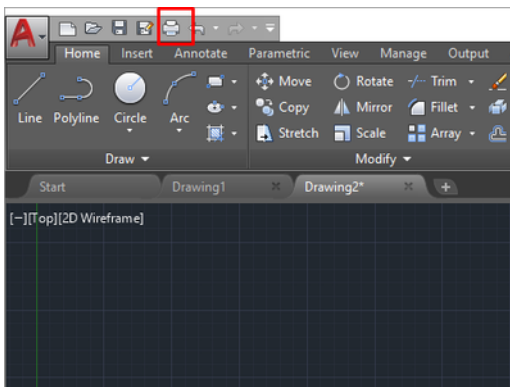 A
Home Insert Annotate Parametric View Manage Output
Line Polyline Circle Arc
Move Rotate Trim
Copy Mirror Fillet
Stretch Scale Array
Draw Modify
Start Drawing1 Drawing2* +
[−][Top][2D Wireframe]